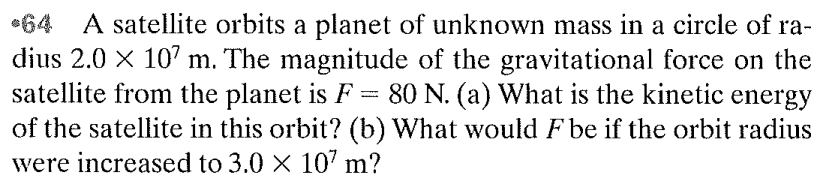 •64 A satellite orbits a planet of unknown mass in a circle of ra-
dius 2.0 × 10⁷ m. The magnitude of the gravitational force on the
satellite from the planet is F = 80 N. (a) What is the kinetic energy
of the satellite in this orbit? (b) What would F be if the orbit radius
were increased to 3.0 × 10⁷ m?